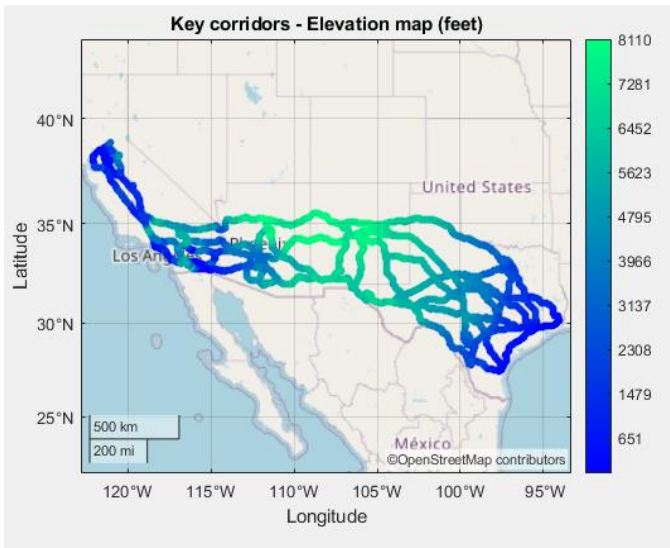 Key corridors - Elevation map (feet)
8110
7281
6452
5623
4795
3966
3137
2308
1479
651
40°N
35°N
30°N
25°N
Latitude
United States
Los Angeles
México
500 km
200 mi
©OpenStreetMap contributors
120°W 115°W 110°W 105°W 100°W 95°W
Longitude